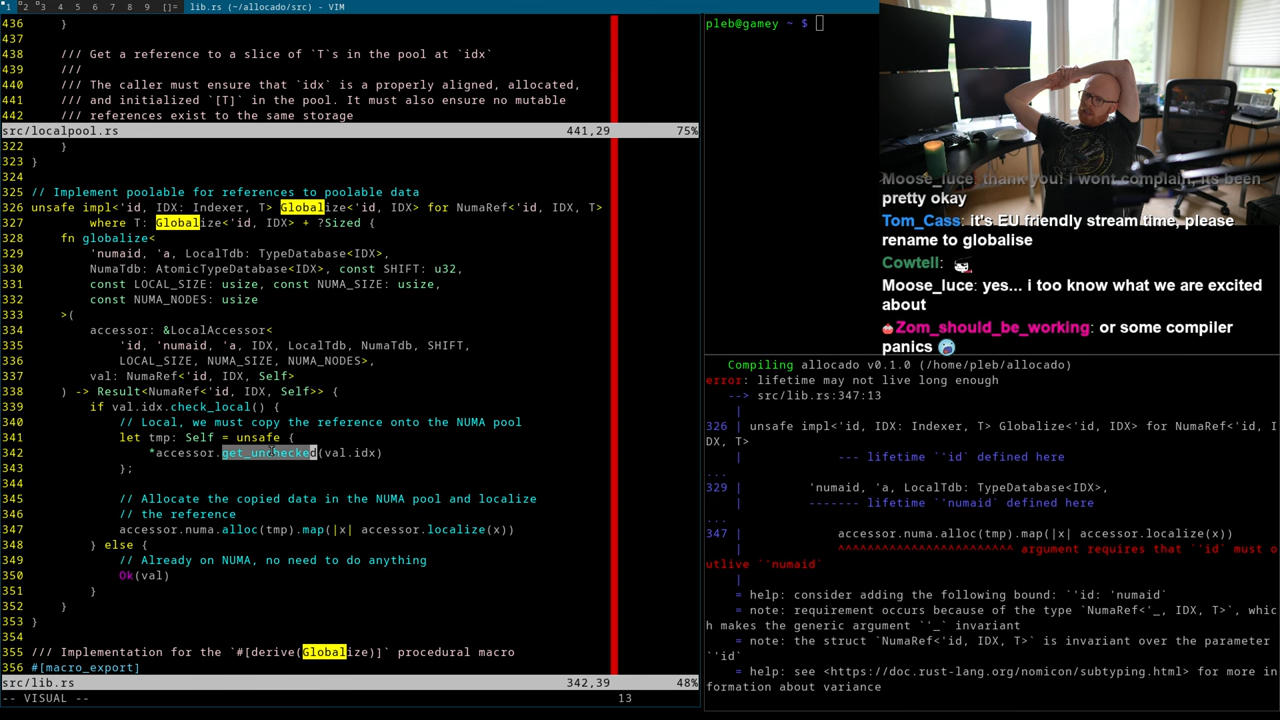 1 2 3 4 5 6 7 8 9 []= lib.rs (~/allocado/src) - VIM
436     }
437
438     /// Get a reference to a slice of `T`s in the pool at `idx`
439     ///
440     /// The caller must ensure that `idx` is a properly aligned, allocated,
441     /// and initialized `[T]` in the pool. It must also ensure no mutable
442     /// references exist to the same storage
src/localpool.rs 441,29 75%
322     }
323 }
324
325 // Implement poolable for references to poolable data
326 unsafe impl<'id, IDX: Indexer, T> Globalize<'id, IDX> for NumaRef<'id, IDX, T>
327         where T: Globalize<'id, IDX> + ?Sized {
328     fn globalize<
329         'numaid, 'a, LocalTdb: TypeDatabase<IDX>,
330         NumaTdb: AtomicTypeDatabase<IDX>, const SHIFT: u32,
331         const LOCAL_SIZE: usize, const NUMA_SIZE: usize,
332         const NUMA_NODES: usize
333     >(
334         accessor: &LocalAccessor<
335             'id, 'numaid, 'a, IDX, LocalTdb, NumaTdb, SHIFT,
336             LOCAL_SIZE, NUMA_SIZE, NUMA_NODES>,
337         val: NumaRef<'id, IDX, Self>
338     ) -> Result<NumaRef<'id, IDX, Self>> {
339         if val.idx.check_local() {
340             // Local, we must copy the reference onto the NUMA pool
341             let tmp: Self = unsafe {
342                 *accessor.get_unchecked(val.idx)
343             };
344
345             // Allocate the copied data in the NUMA pool and localize
346             // the reference
347             accessor.numa.alloc(tmp).map(|x| accessor.localize(x))
348         } else {
349             // Already on NUMA, no need to do anything
350             Ok(val)
351         }
352     }
353 }
354
355 /// Implementation for the `#[derive(Globalize)]` procedural macro
356 #[macro_export]
src/lib.rs 342,39 48%
-- VISUAL -- 13
pleb@gamey ~ $
Moose_luce: thank you! i wont complain, its been
pretty okay
Tom_Cass: it's EU friendly stream time, please
rename to globalise
Cowtell:
Moose_luce: yes... i too know what we are excited
about
Zom_should_be_working: or some compiler
panics
Compiling allocado v0.1.0 (/home/pleb/allocado)
error: lifetime may not live long enough
--> src/lib.rs:347:13
|
326 | unsafe impl<'id, IDX: Indexer, T> Globalize<'id, IDX> for NumaRef<'id, I
DX, T>
| --- lifetime `'id` defined here
...
329 | 'numaid, 'a, LocalTdb: TypeDatabase<IDX>,
| ------- lifetime `'numaid` defined here
...
347 | accessor.numa.alloc(tmp).map(|x| accessor.localize(x))
| ^^^^^^^^^^^^^^^^^^^^^^^^ argument requires that `'id` must o
utlive `'numaid`
|
= help: consider adding the following bound: `'id: 'numaid`
= note: requirement occurs because of the type `NumaRef<'_, IDX, T>`, whic
h makes the generic argument `'_` invariant
= note: the struct `NumaRef<'id, IDX, T>` is invariant over the parameter
`'id`
= help: see <https://doc.rust-lang.org/nomicon/subtyping.html> for more in
formation about variance